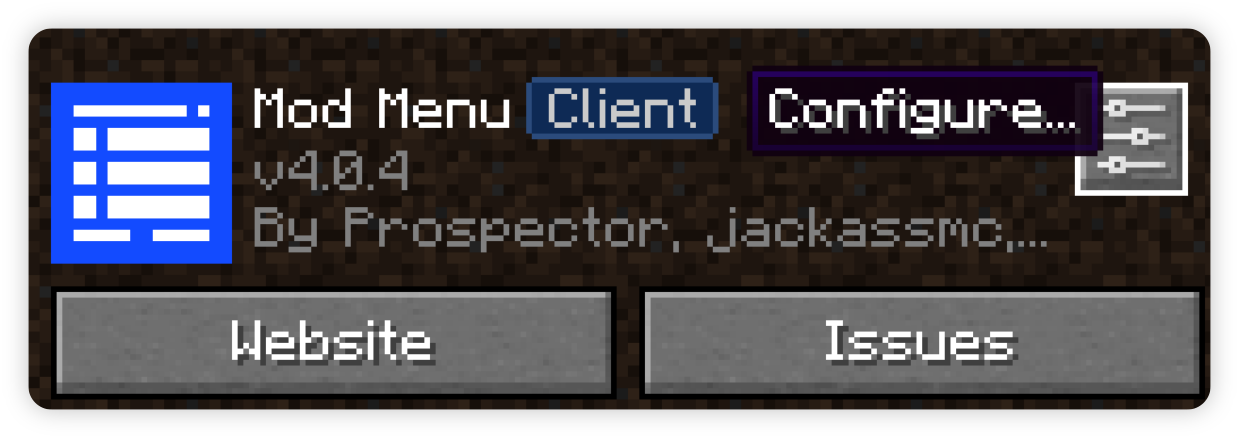 Mod Menu Client Configure...
v4.0.4
By Prospector, jackassmc,...
Website Issues